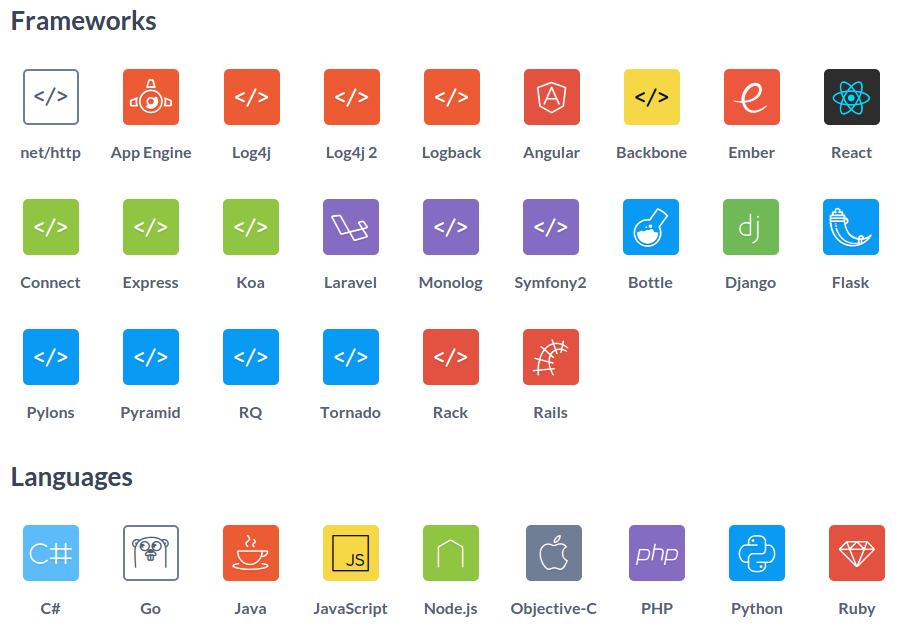 Frameworks
</> </> </> </> </>
net/http App Engine Log4j Log4j 2 Logback Angular Backbone Ember React
</> </> </> </> </> dj
Connect Express Koa Laravel Monolog Symfony2 Bottle Django Flask
</> </> </> </> </>
Pylons Pyramid RQ Tornado Rack Rails
Languages
C# JS php
C# Go Java JavaScript Node.js Objective-C PHP Python Ruby